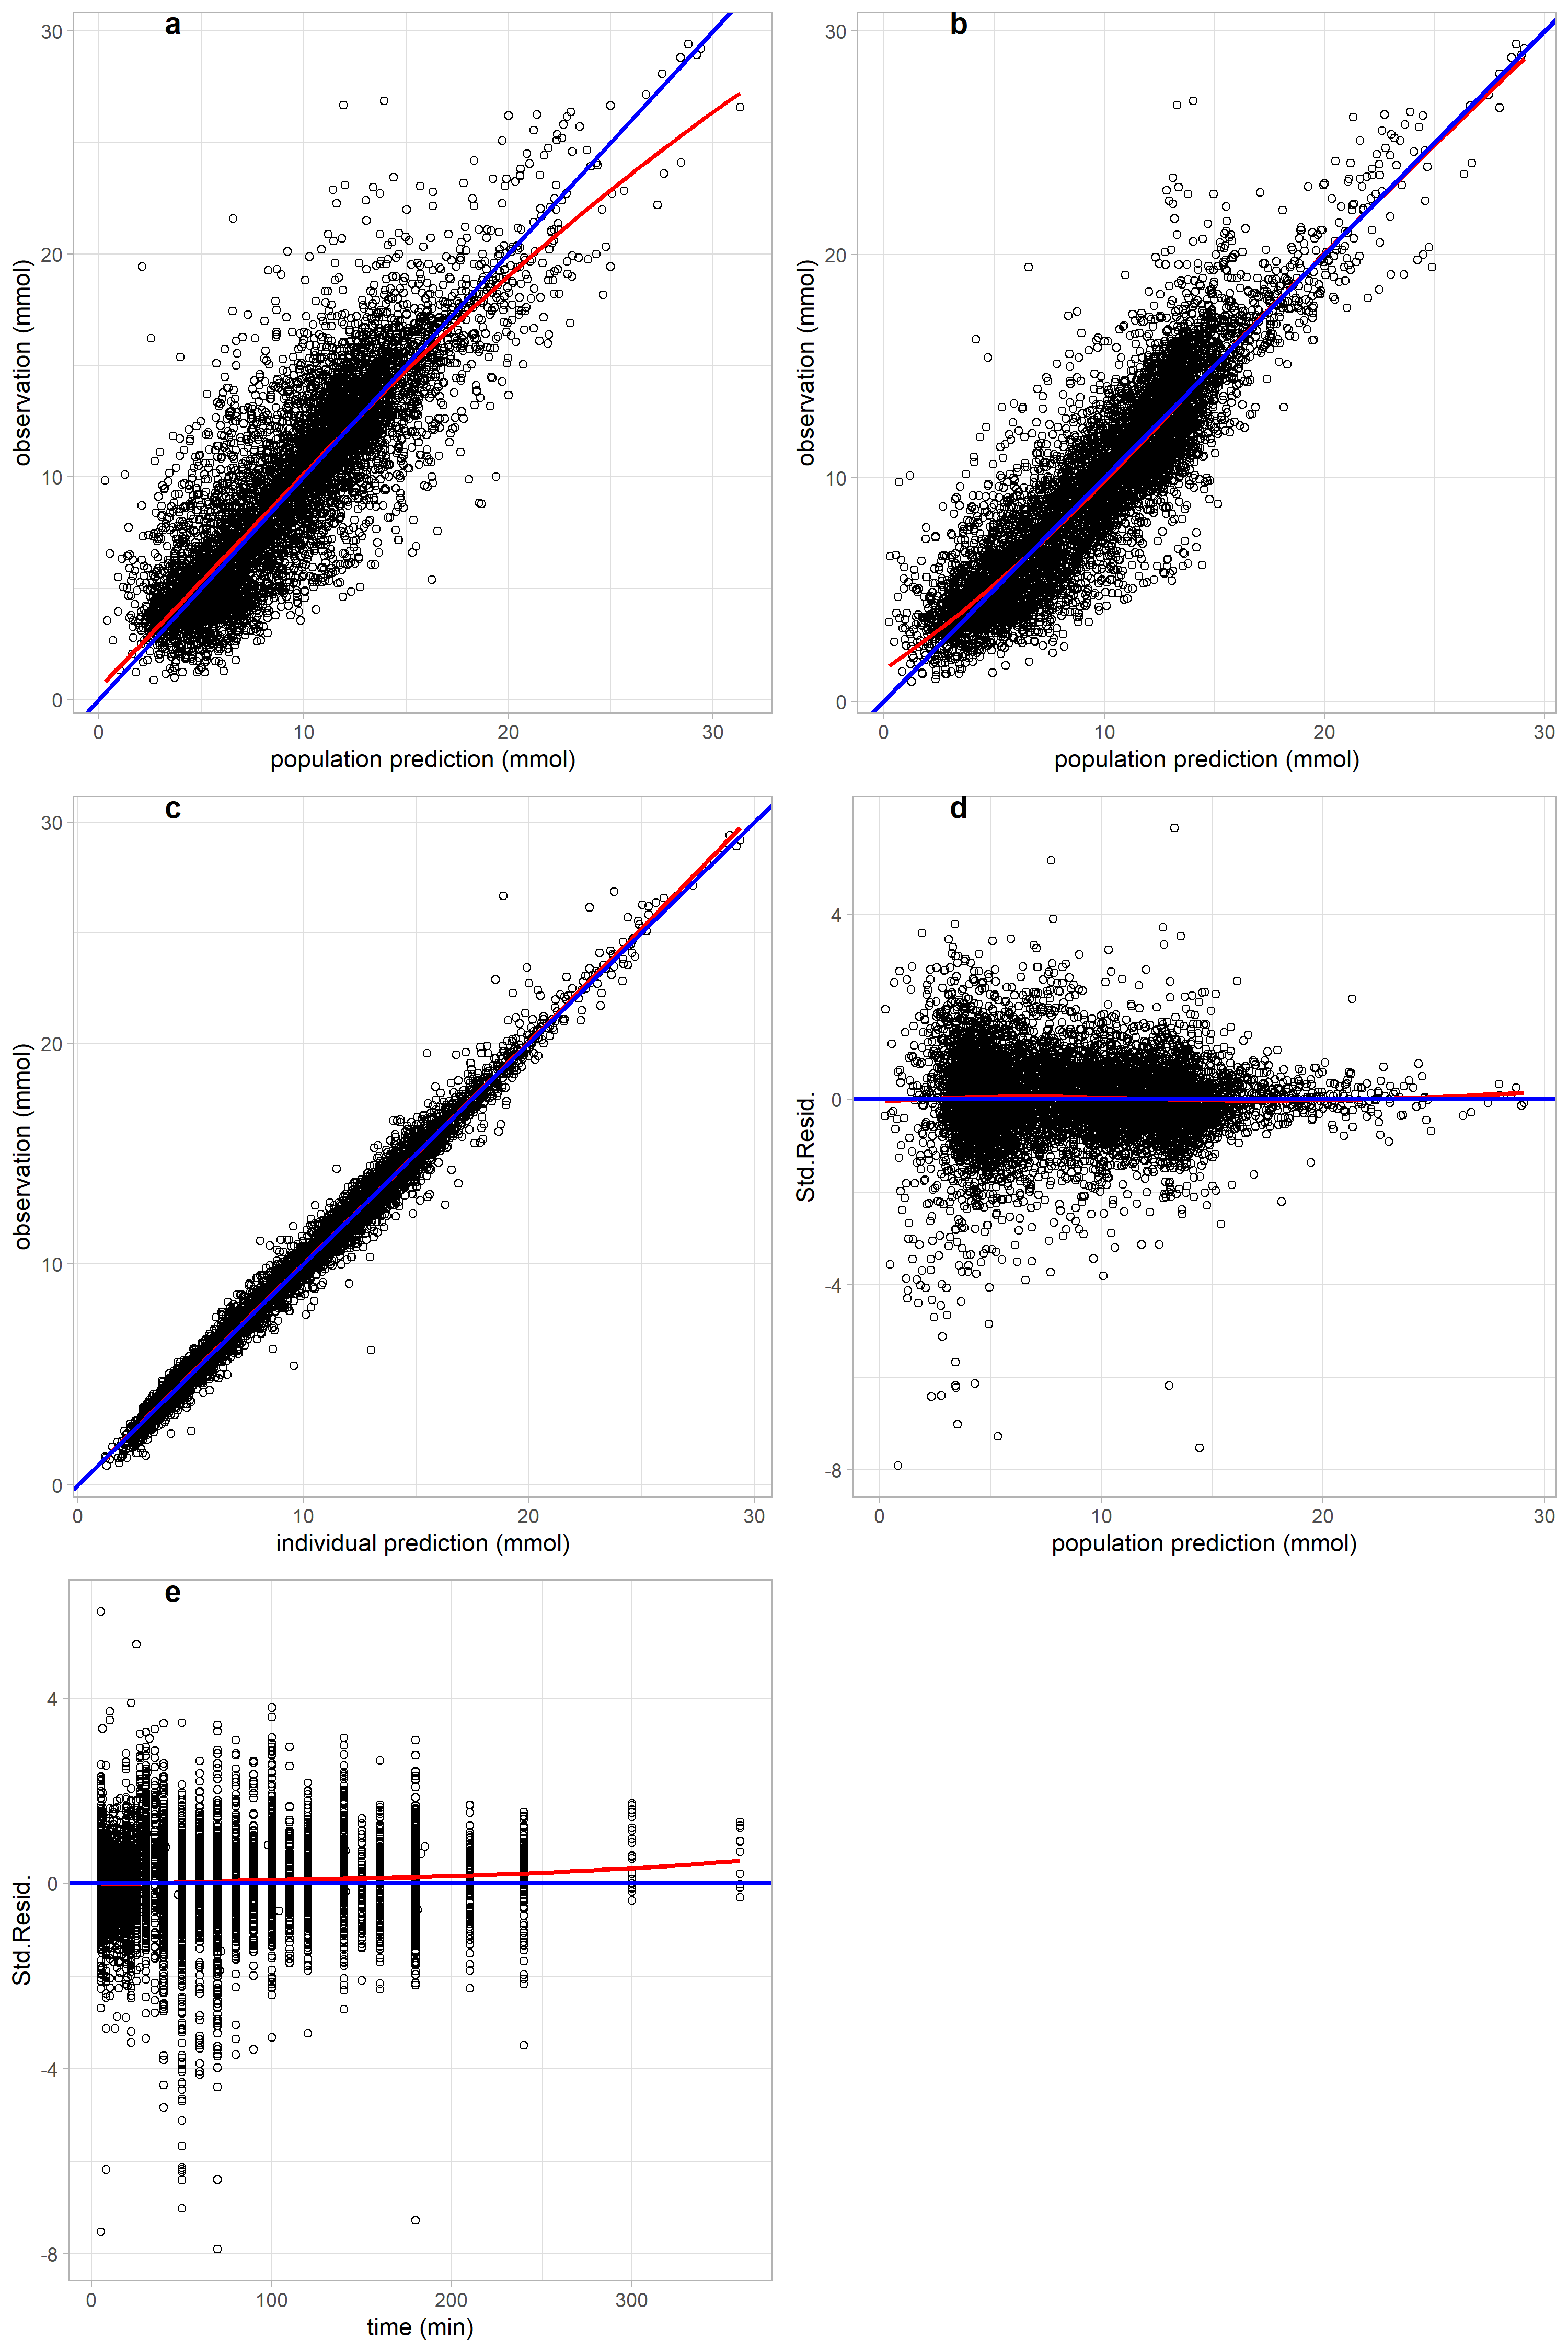 a
30
20
10
0
observation (mmol)
0 10 20 30
population prediction (mmol)
b
30
20
10
0
observation (mmol)
0 10 20 30
population prediction (mmol)
c
30
20
10
0
observation (mmol)
0 10 20 30
individual prediction (mmol)
d
4
0
-4
-8
Std.Resid.
0 10 20 30
population prediction (mmol)
e
4
0
-4
-8
Std.Resid.
0 100 200 300
time (min)